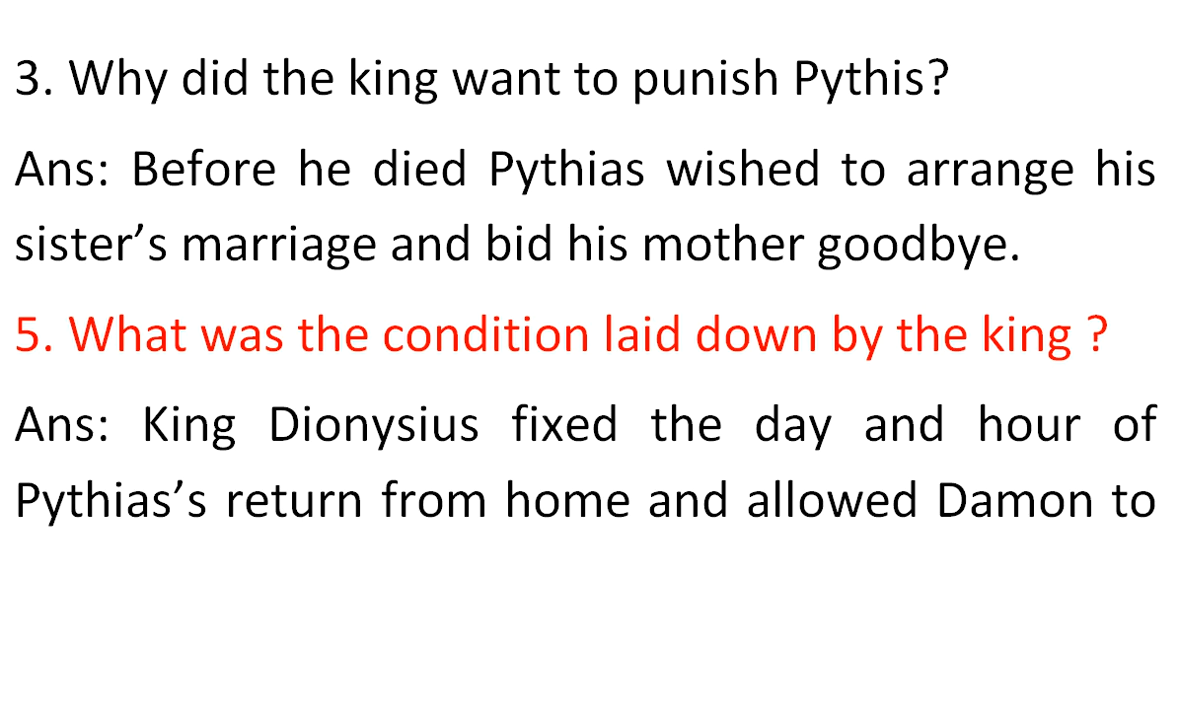 3. Why did the king want to punish Pythis?
Ans: Before he died Pythias wished to arrange his
sister’s marriage and bid his mother goodbye.
5. What was the condition laid down by the king ?
Ans: King Dionysius fixed the day and hour of
Pythias’s return from home and allowed Damon to